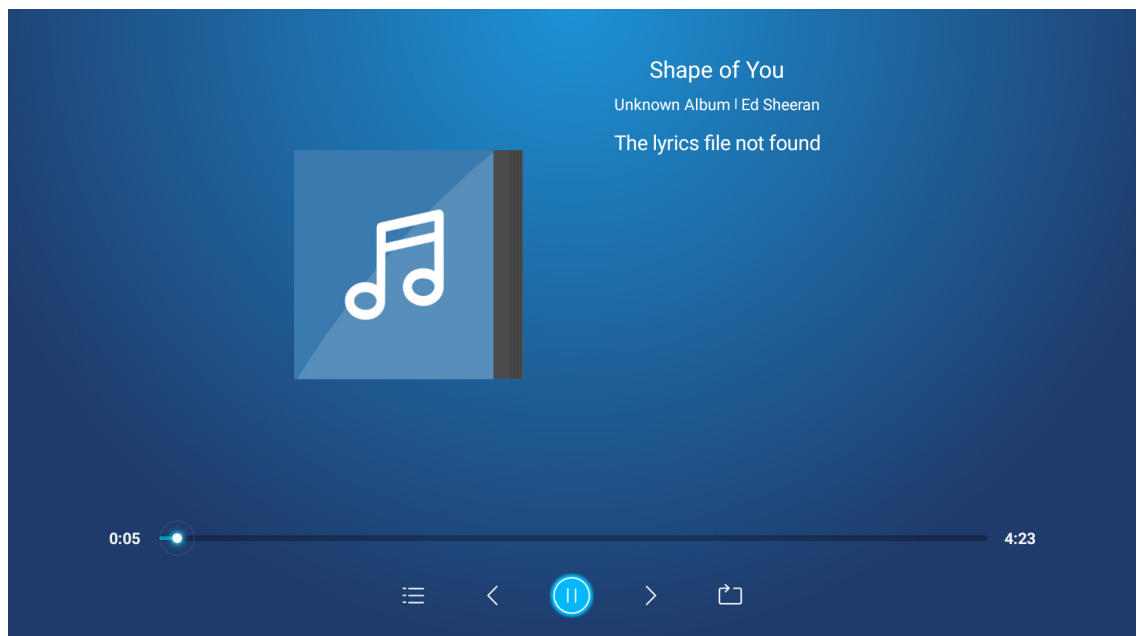 Shape of You
Unknown Album | Ed Sheeran
The lyrics file not found
0:05
4:23